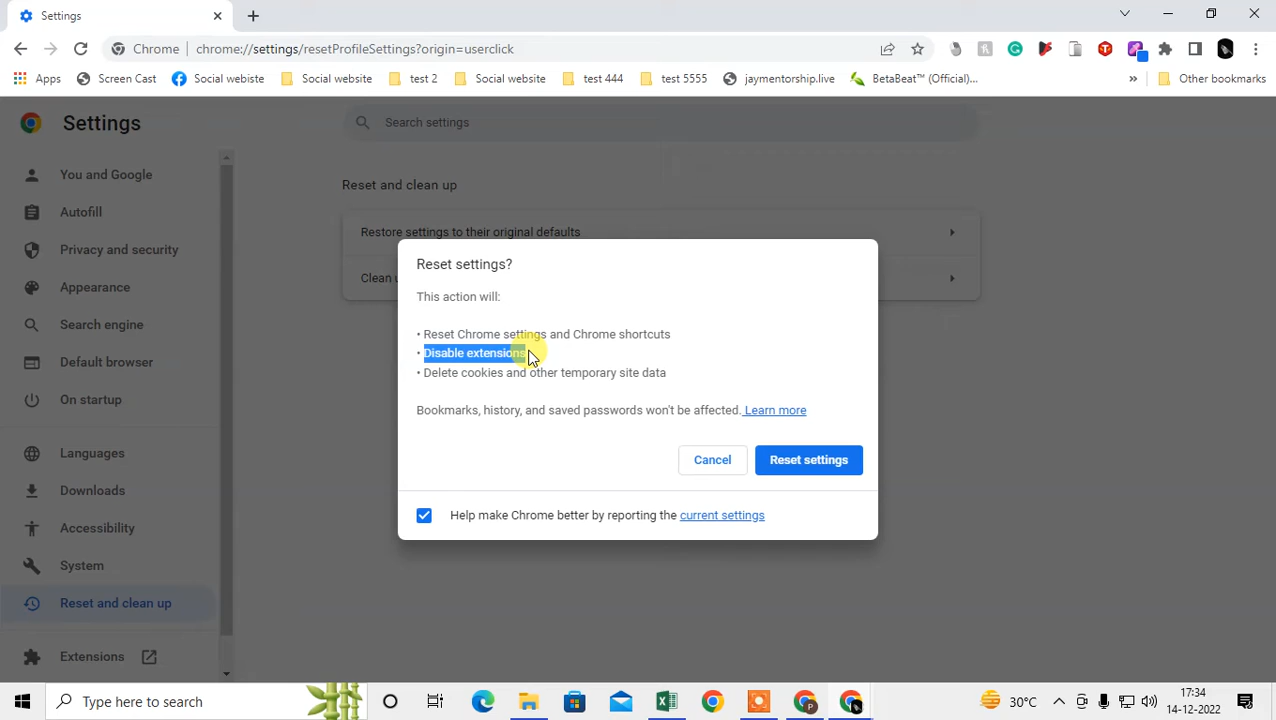 Settings
Chrome | chrome://settings/resetProfileSettings?origin=userclick
Apps Screen Cast Social webiste Social website test 2 Social website test 444 test 5555 jaymentorship.live BetaBeat™ (Official)... » Other bookmarks
Settings
Search settings
You and Google
Autofill
Privacy and security
Appearance
Search engine
Default browser
On startup
Languages
Downloads
Accessibility
System
Reset and clean up
Extensions
Reset and clean up
Restore settings to their original defaults
Clean u
Reset settings?
This action will:
• Reset Chrome settings and Chrome shortcuts
• Disable extensions
• Delete cookies and other temporary site data
Bookmarks, history, and saved passwords won't be affected. Learn more
Cancel Reset settings
Help make Chrome better by reporting the current settings
Type here to search
30°C
17:34
14-12-2022